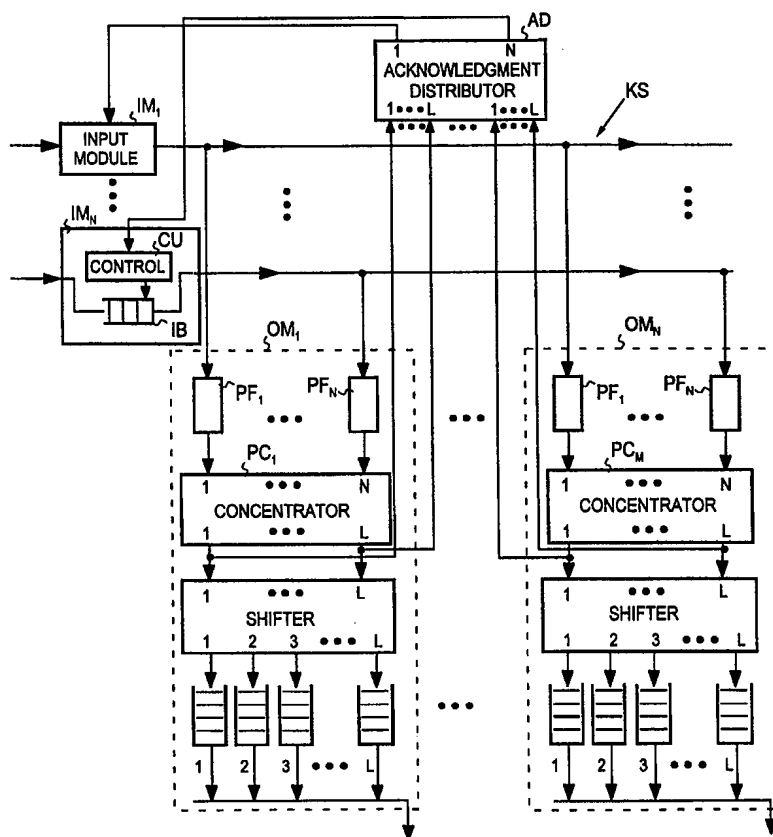 AD
1 N
ACKNOWLEDGMENT
DISTRIBUTOR
1 L 1 L
KS
IM1
INPUT
MODULE
IMN
CU
CONTROL
IB
OM1
OMN
PF1 PFN
PF1 PFN
PC1
PCM
1 N
CONCENTRATOR
1 L
1 N
CONCENTRATOR
1 L
1 L
SHIFTER
1 2 3 L
1 L
SHIFTER
1 2 3 L
1 2 3 L
1 2 3 L